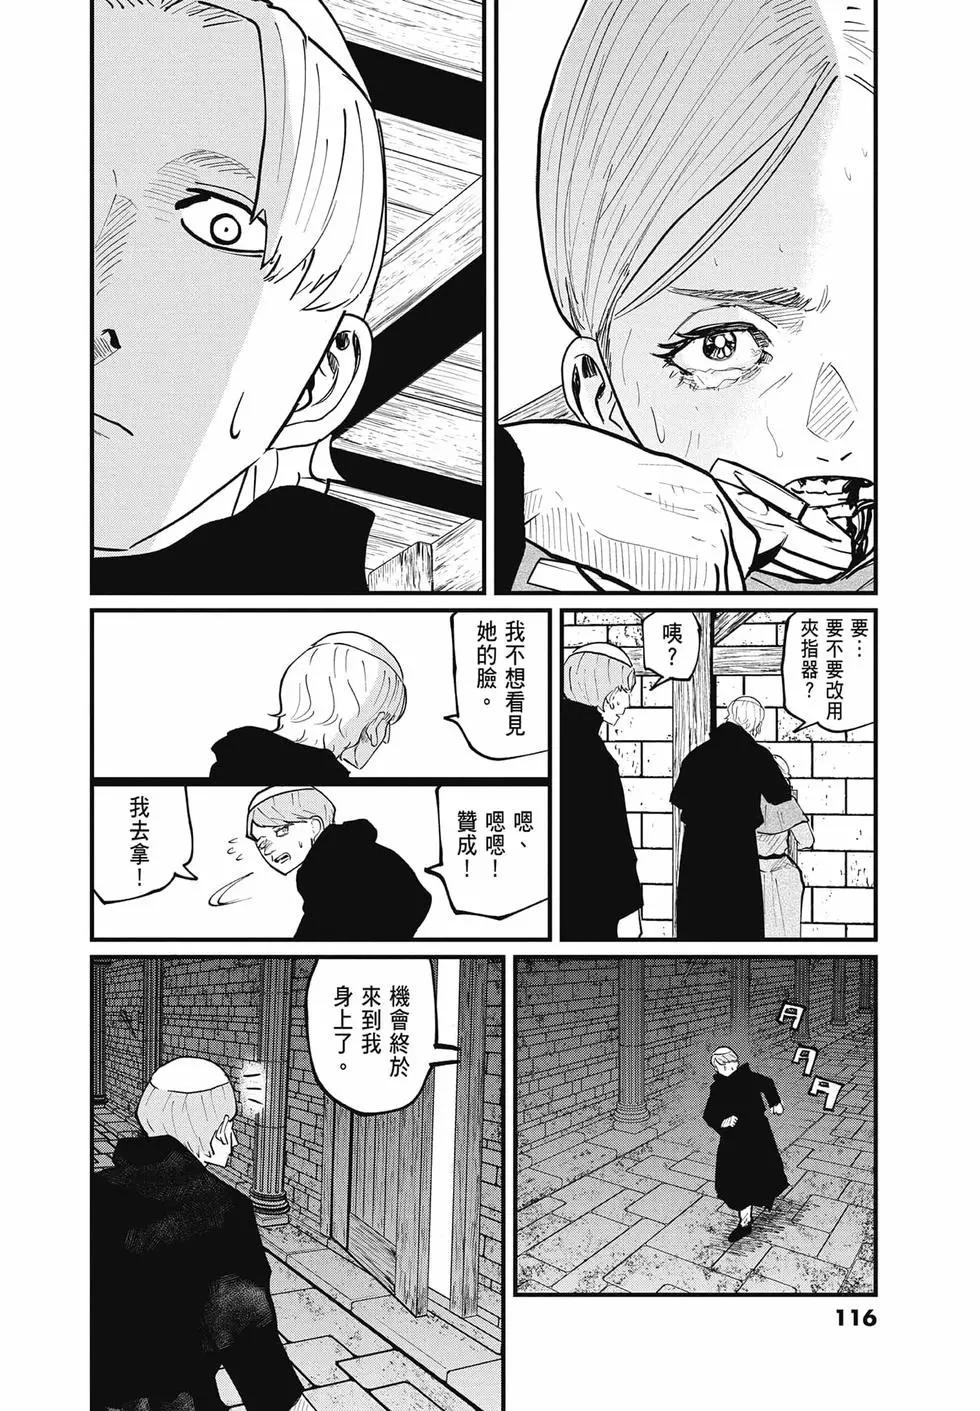 要…
要不要改用
夾指器？
咦？
我不想看見
她的臉。
嗯、
嗯嗯！
贊成！
我去拿！
機會終於
來到我
身上了。
116